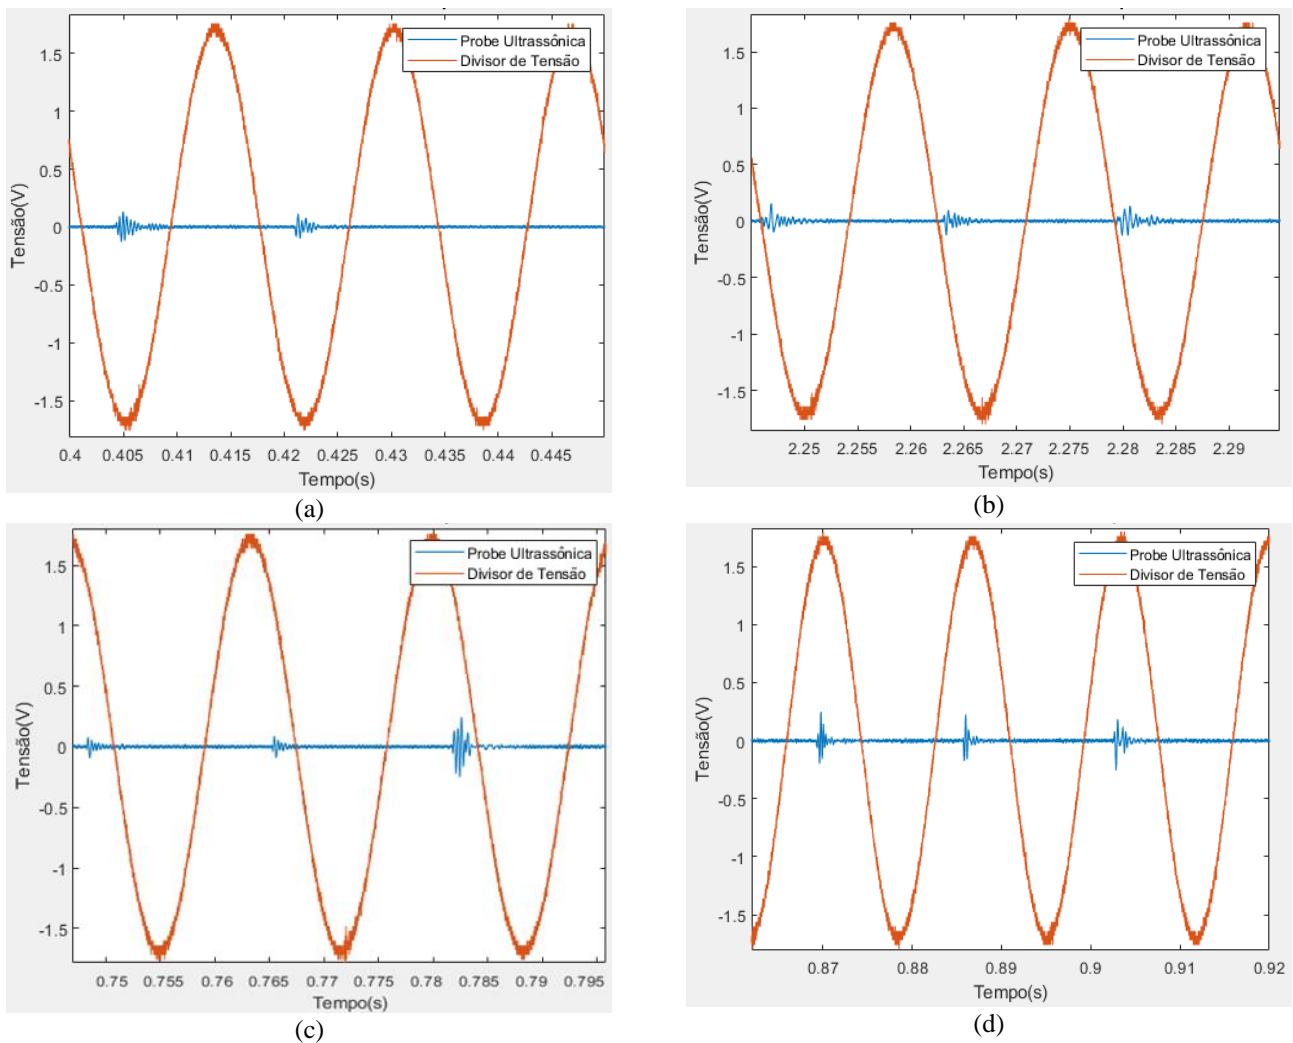 Probe Ultrassônica
Divisor de Tensão
1.5
1
0.5
0
-0.5
-1
-1.5
Tensão(V)
0.4 0.405 0.41 0.415 0.42 0.425 0.43 0.435 0.44 0.445
Tempo(s)
(a)
Probe Ultrassônica
Divisor de Tensão
1.5
1
0.5
0
-0.5
-1
-1.5
Tensão(V)
2.25 2.255 2.26 2.265 2.27 2.275 2.28 2.285 2.29
Tempo(s)
(b)
Probe Ultrassônica
Divisor de Tensão
1.5
1
0.5
0
-0.5
-1
-1.5
Tensão(V)
0.75 0.755 0.76 0.765 0.77 0.775 0.78 0.785 0.79 0.795
Tempo(s)
(c)
Probe Ultrassônica
Divisor de Tensão
1.5
1
0.5
0
-0.5
-1
-1.5
Tensão(V)
0.87 0.88 0.89 0.9 0.91 0.92
Tempo(s)
(d)